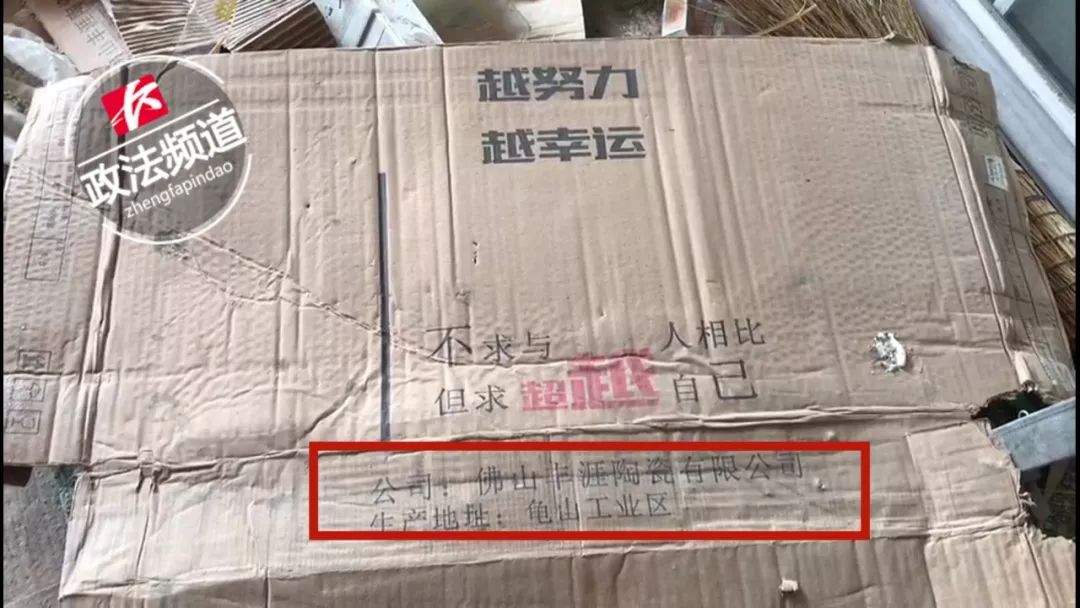 长
政法频道
zhengfapindao
越努力
越幸运
不求与 人相比
但求超越自己
公司：佛山丰涯陶瓷有限公司
生产地址：龟山工业区